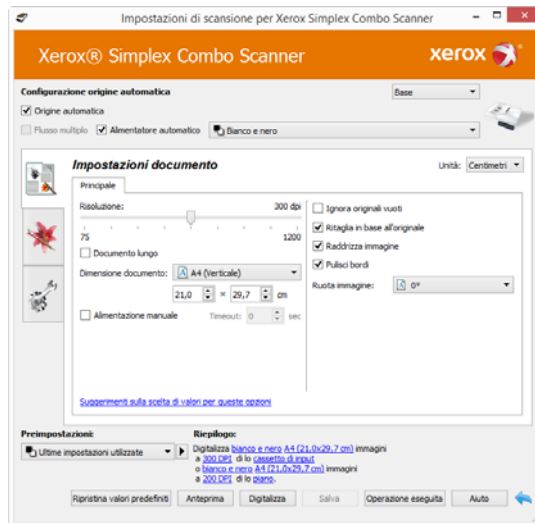 Impostazioni di scansione per Xerox Simplex Combo Scanner
Xerox® Simplex Combo Scanner
xerox
Configurazione origine automatica
Base
Origine automatica
Flusso multiplo
Alimentatore automatico
Bianco e nero
Impostazioni documento
Unità: Centimetri
Principale
Risoluzione: 300 dpi
75 1200
Documento lungo
Dimensione documento: A4 (Verticale)
21,0 × 29,7 cm
Alimentazione manuale Timeout: 0 sec
Ignora originali vuoti
Ritaglia in base all'originale
Raddrizza immagine
Pulisci bordi
Ruota immagine: 0°
Suggerimenti sulla scelta di valori per queste opzioni
Preimpostazioni:
Ultime impostazioni utilizzate
Riepilogo:
Digitalizza bianco e nero A4 (21,0x29,7 cm) immagini
a 300 DPI di lo cassetto di input
o bianco e nero A4 (21,0x29,7 cm) immagini
a 200 DPI di lo piano.
Ripristina valori predefiniti Anteprima Digitalizza Salva Operazione eseguita Aiuto